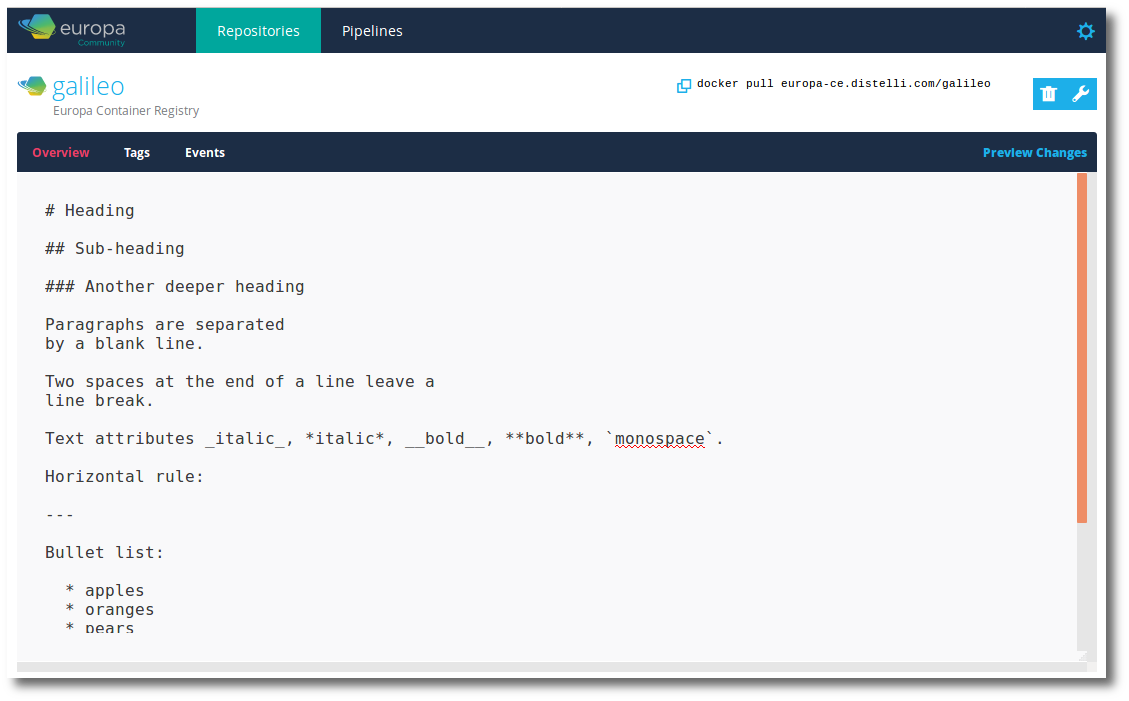 europa
Community
Repositories
Pipelines
galileo
Europa Container Registry
docker pull europa-ce.distelli.com/galileo
Overview
Tags
Events
Preview Changes
# Heading
## Sub-heading
### Another deeper heading
Paragraphs are separated
by a blank line.
Two spaces at the end of a line leave a
line break.
Text attributes _italic_, *italic*, __bold__, **bold**, `monospace`.
Horizontal rule:
---
Bullet list:
* apples
* oranges
* pears